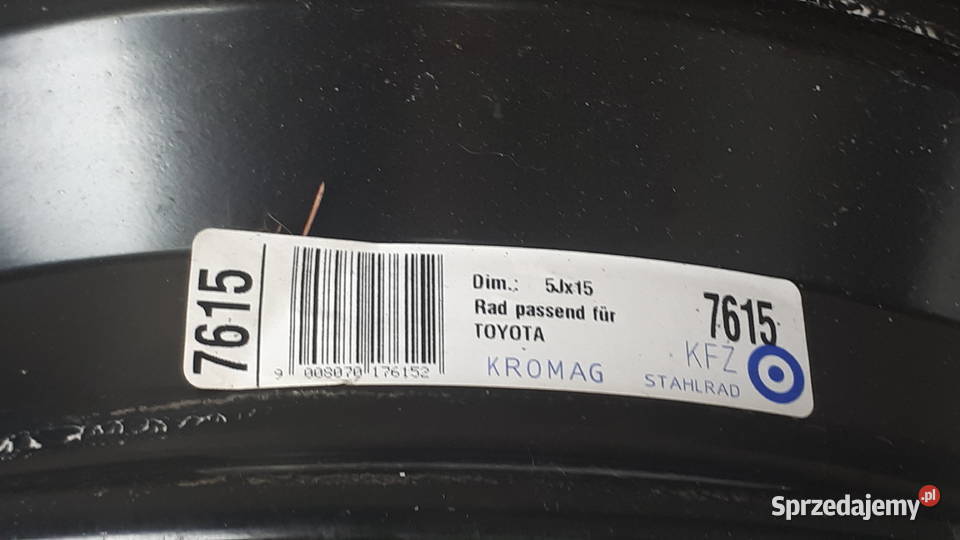 7615
9 008070 176152
Dim.: 5Jx15
Rad passend für
TOYOTA
KROMAG
7615
KFZ
STAHLRAD
Sprzedajemy.pl